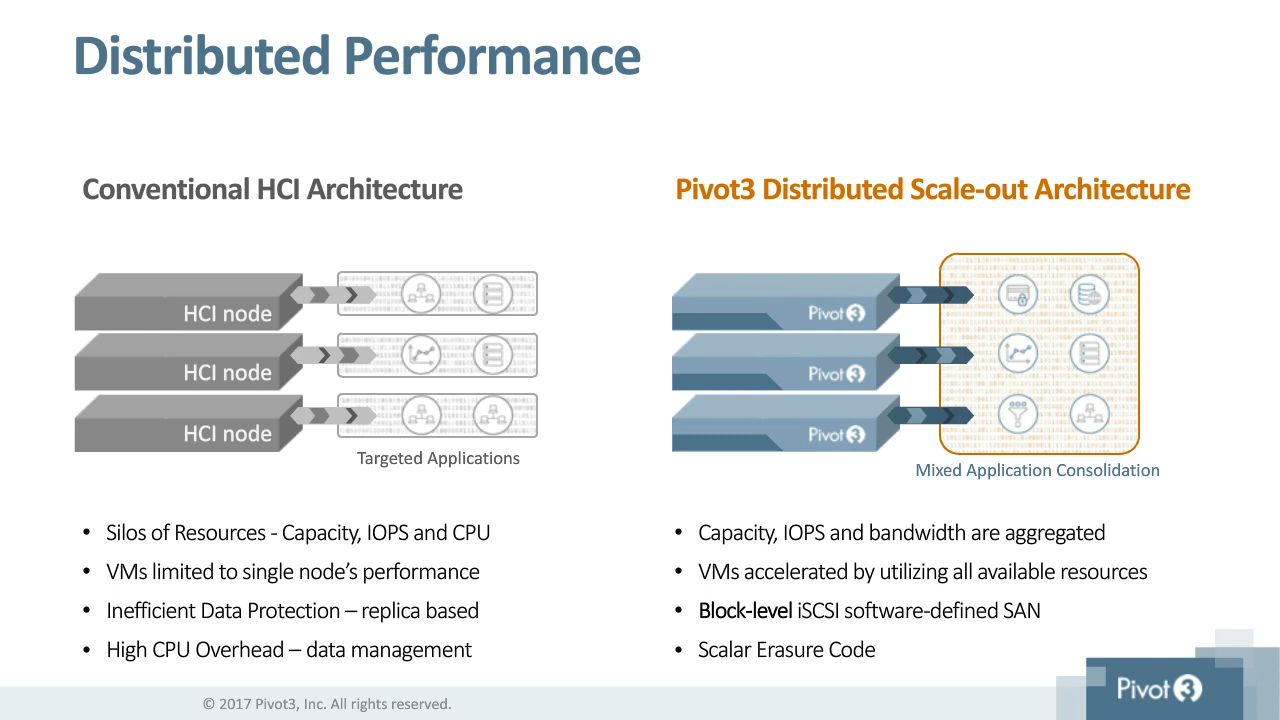 Distributed Performance
Conventional HCI Architecture
HCI node
HCI node
HCI node
Targeted Applications
• Silos of Resources - Capacity, IOPS and CPU
• VMs limited to single node's performance
• Inefficient Data Protection – replica based
• High CPU Overhead – data management
Pivot3 Distributed Scale-out Architecture
Pivot3
Pivot3
Pivot3
Mixed Application Consolidation
• Capacity, IOPS and bandwidth are aggregated
• VMs accelerated by utilizing all available resources
• Block-level iSCSI software-defined SAN
• Scalar Erasure Code
© 2017 Pivot3, Inc. All rights reserved.
Pivot3